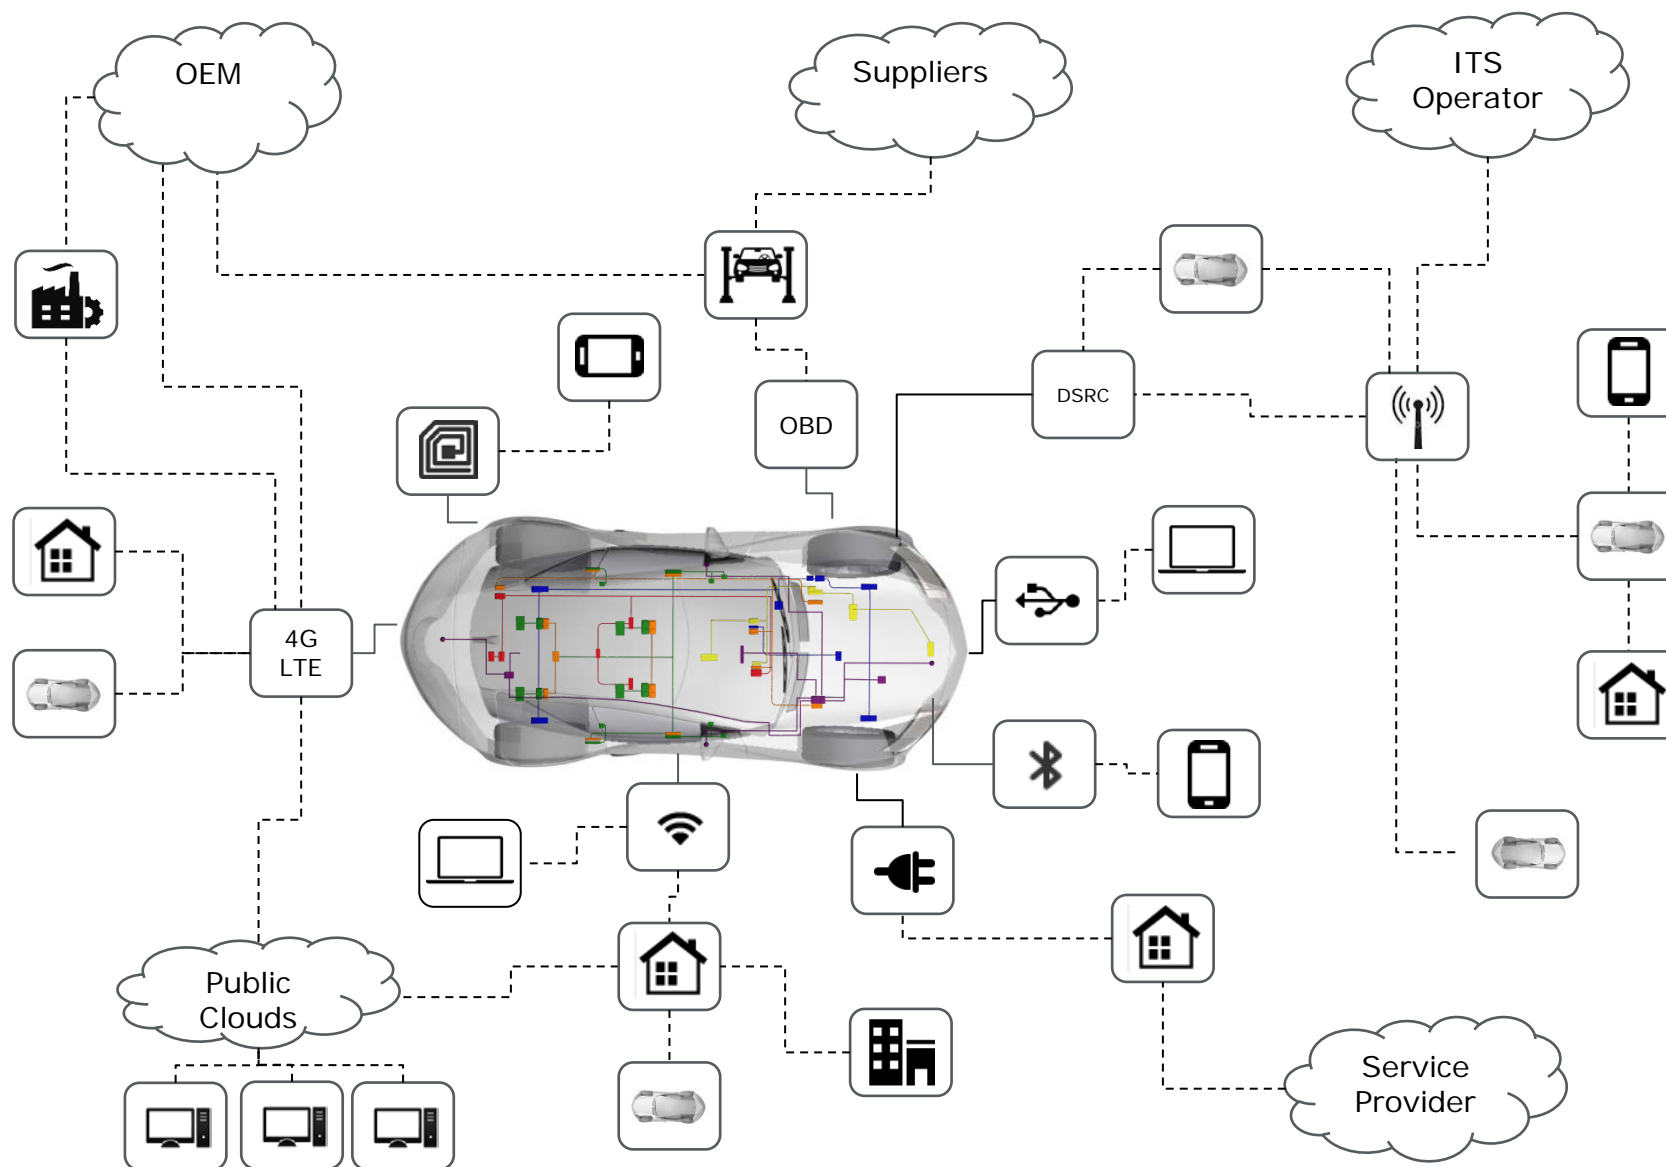 OEM
Suppliers
ITS
Operator
DSRC
OBD
4G
LTE
Public
Clouds
Service
Provider